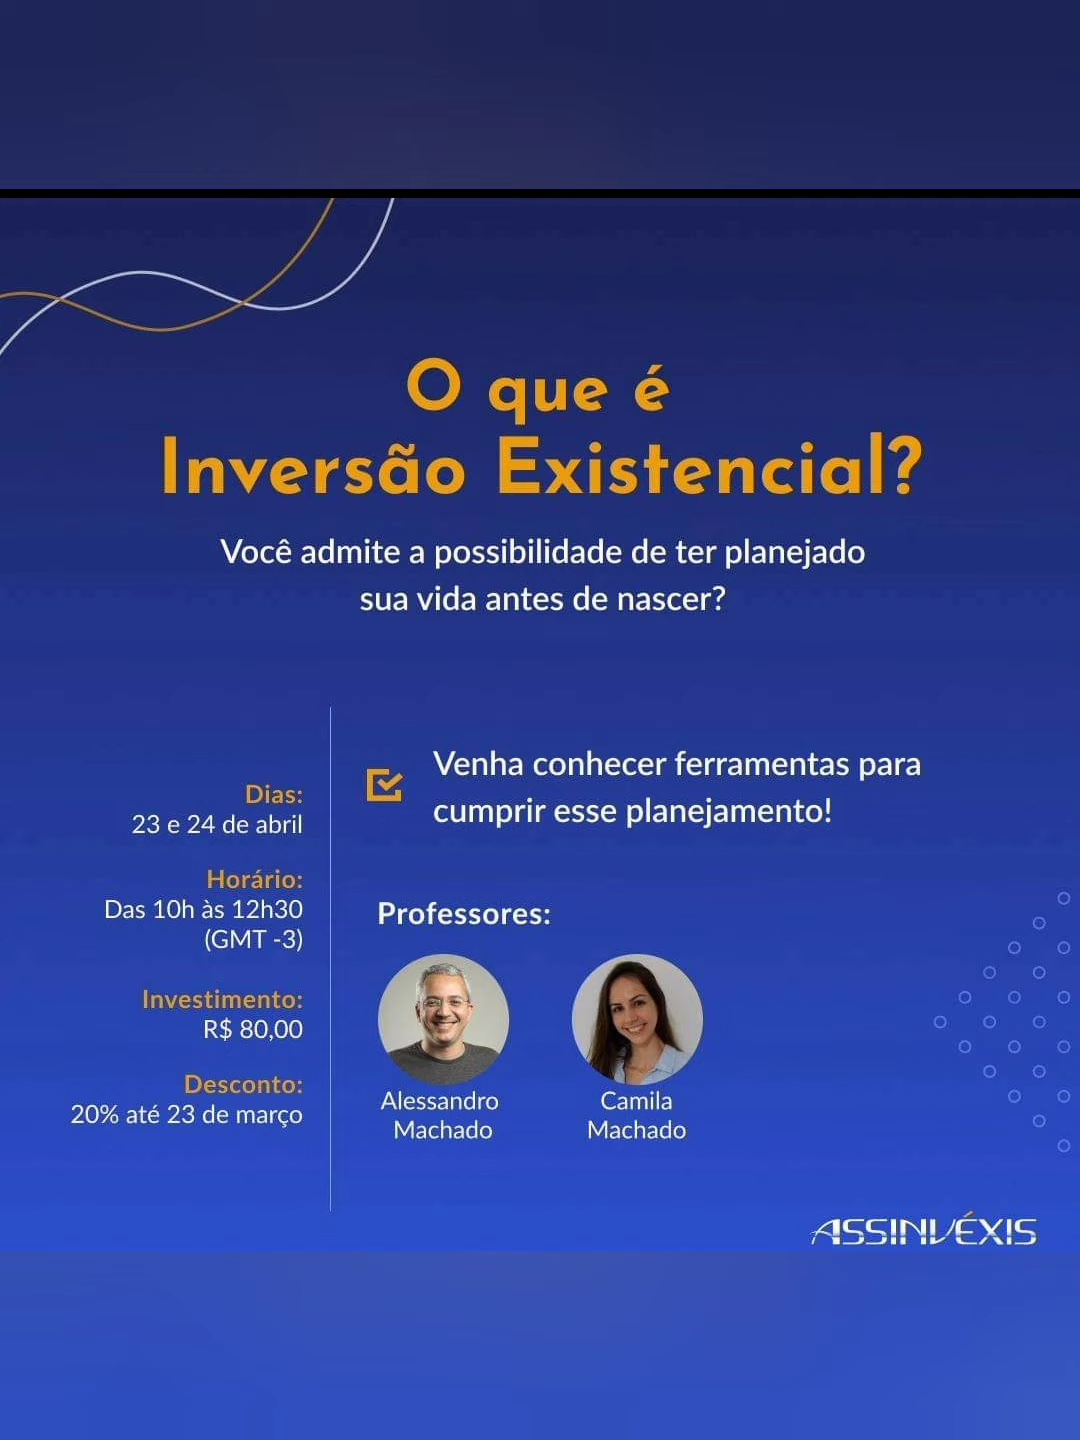 O que é
Inversão Existencial?
Você admite a possibilidade de ter planejado
sua vida antes de nascer?
Dias:
23 e 24 de abril
Horário:
Das 10h às 12h30
(GMT -3)
Investimento:
R$ 80,00
Desconto:
20% até 23 de março
Venha conhecer ferramentas para
cumprir esse planejamento!
Professores:
Alessandro
Machado
Camila
Machado
ASSINVÉXIS